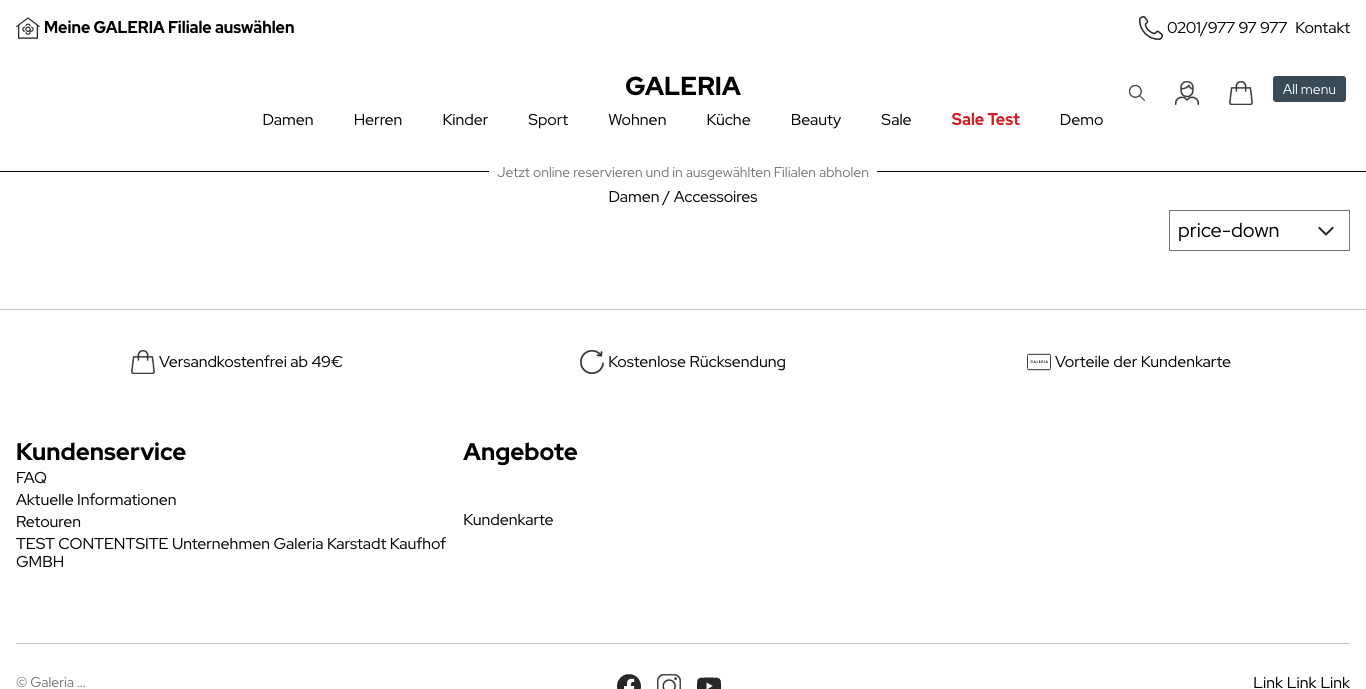 Meine GALERIA Filiale auswählen
0201/977 97 977 Kontakt
GALERIA
All menu
Damen Herren Kinder Sport Wohnen Küche Beauty Sale Sale Test Demo
Jetzt online reservieren und in ausgewählten Filialen abholen
Damen / Accessoires
price-down
Versandkostenfrei ab 49€
Kostenlose Rücksendung
GALERIA
Vorteile der Kundenkarte
Kundenservice
FAQ
Aktuelle Informationen
Retouren
TEST CONTENTSITE Unternehmen Galeria Karstadt Kaufhof
GMBH
Angebote
Kundenkarte
© Galeria ...
Link Link Link